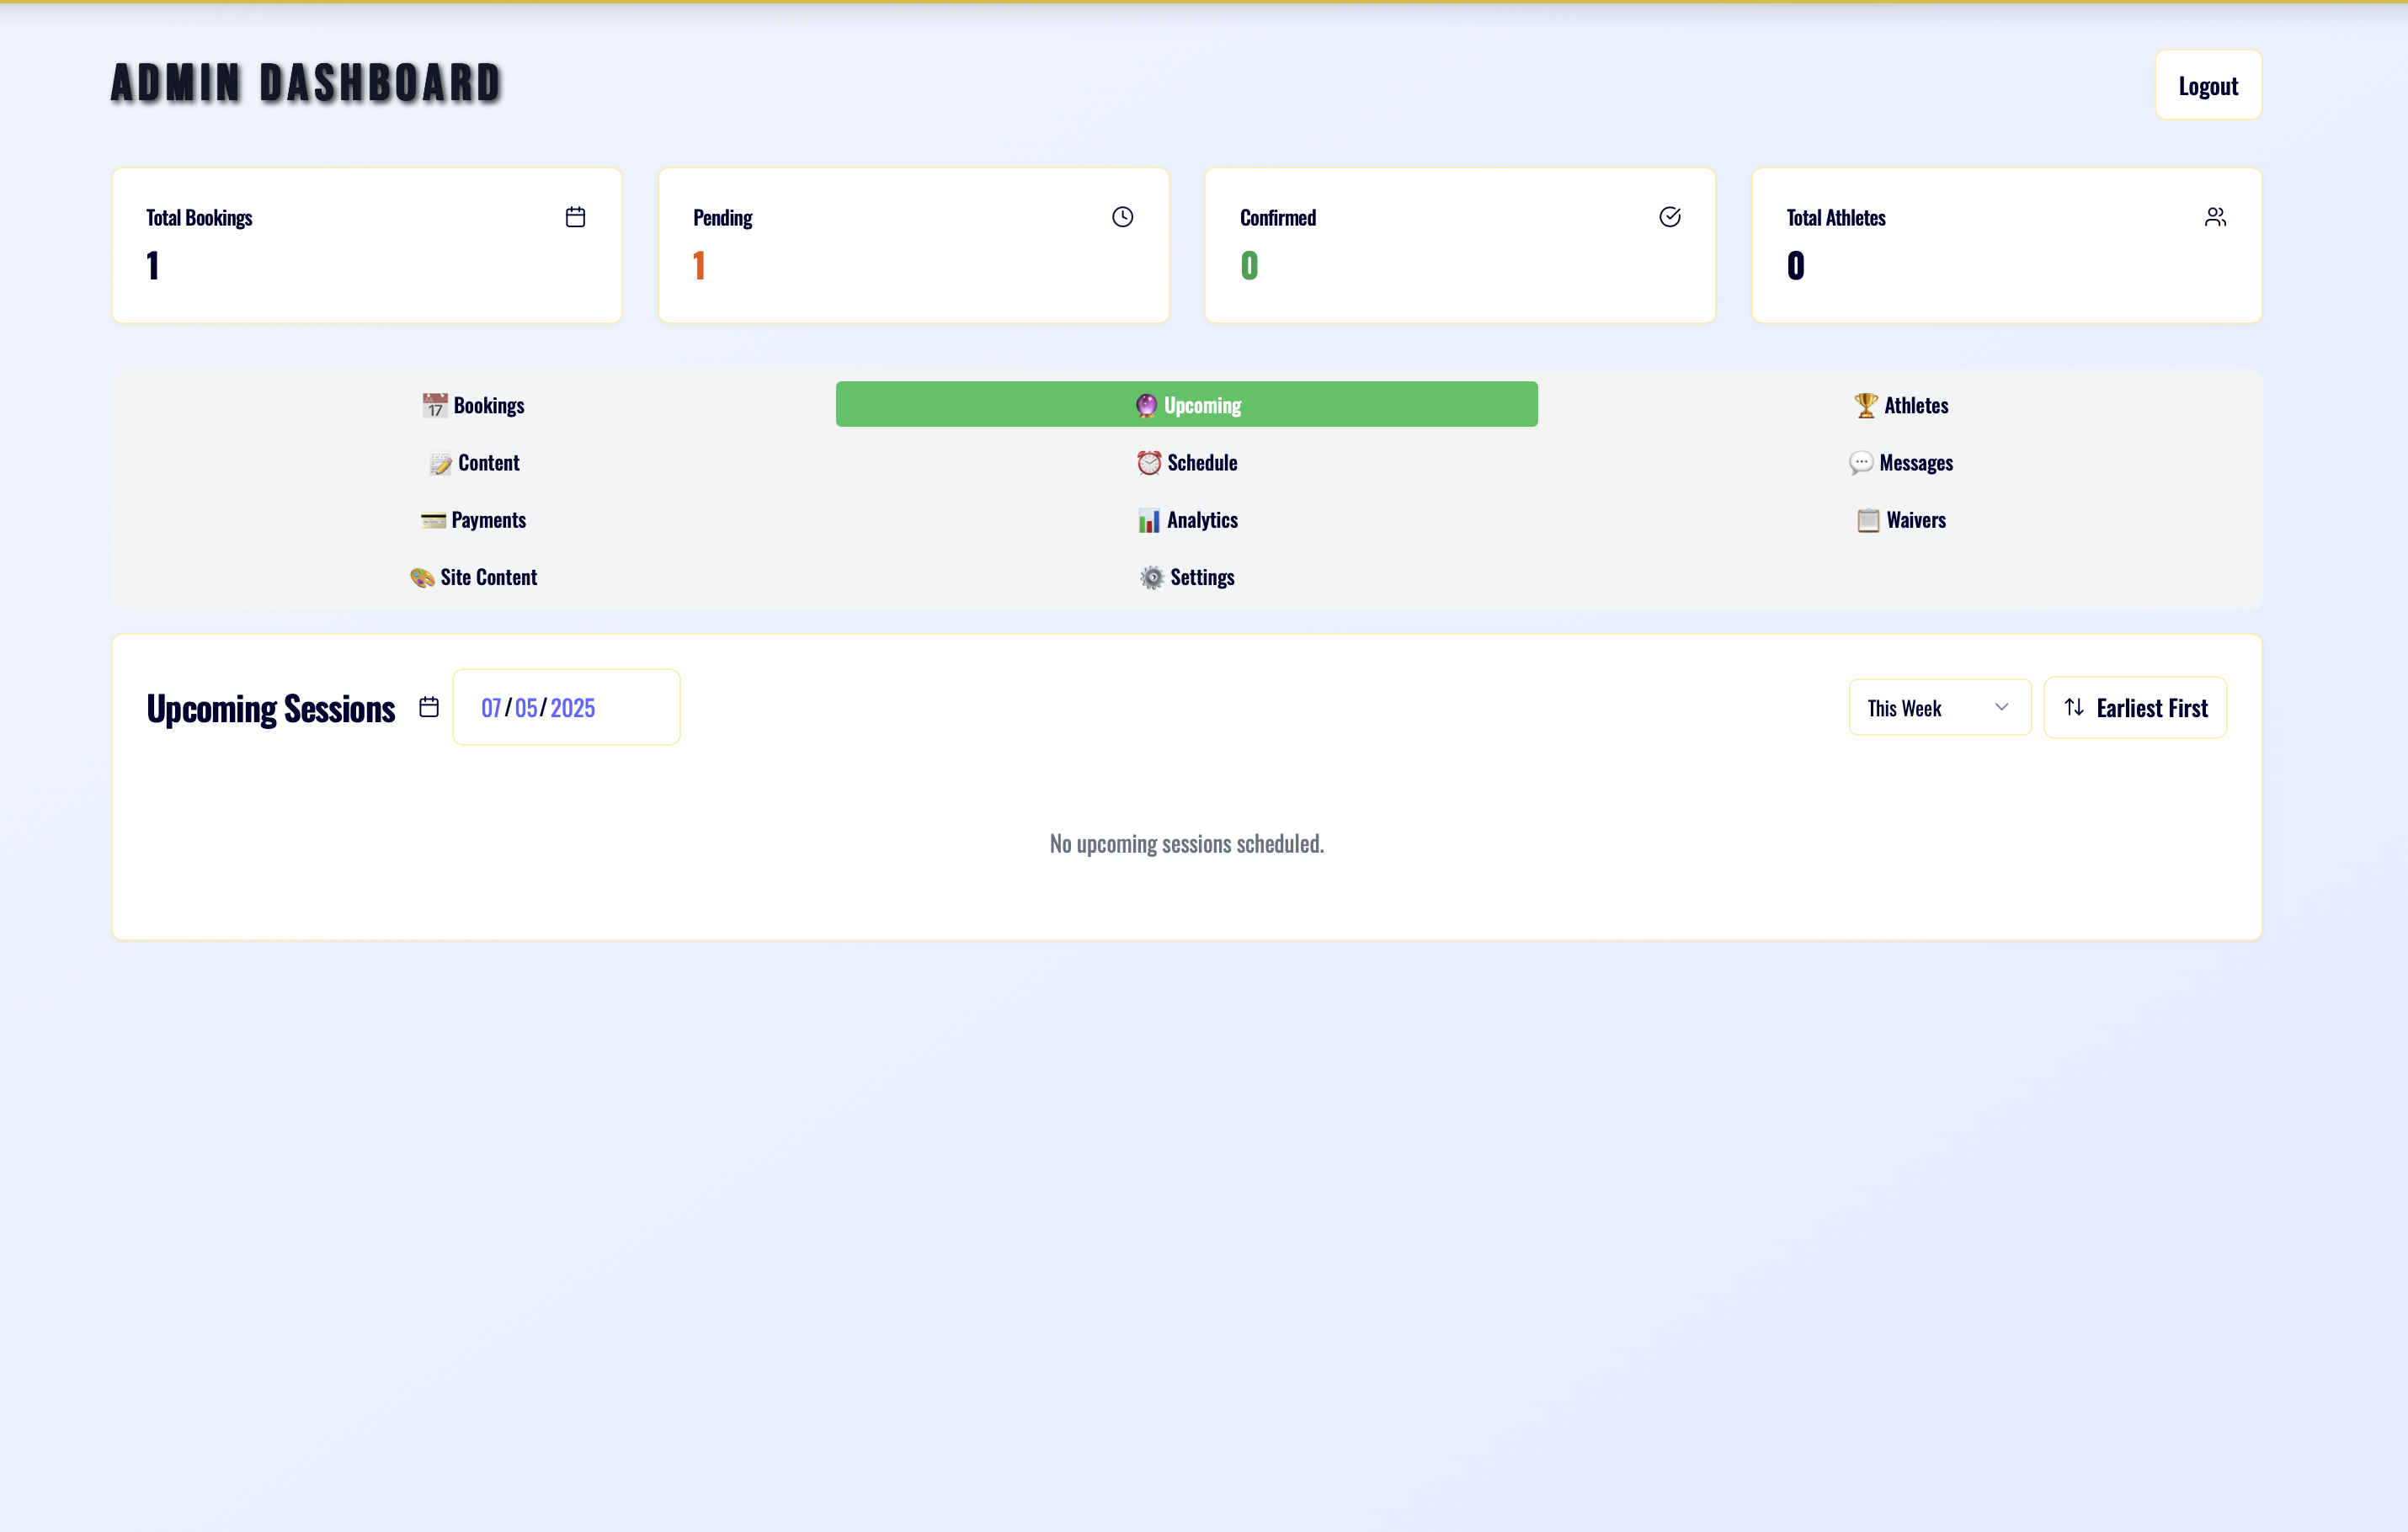 ADMIN DASHBOARD
Logout
Total Bookings
1
Pending
1
Confirmed
0
Total Athletes
0
17 Bookings
Upcoming
Athletes
Content
Schedule
Messages
Payments
Analytics
Waivers
Site Content
Settings
Upcoming Sessions
07/05/2025
This Week
Earliest First
No upcoming sessions scheduled.